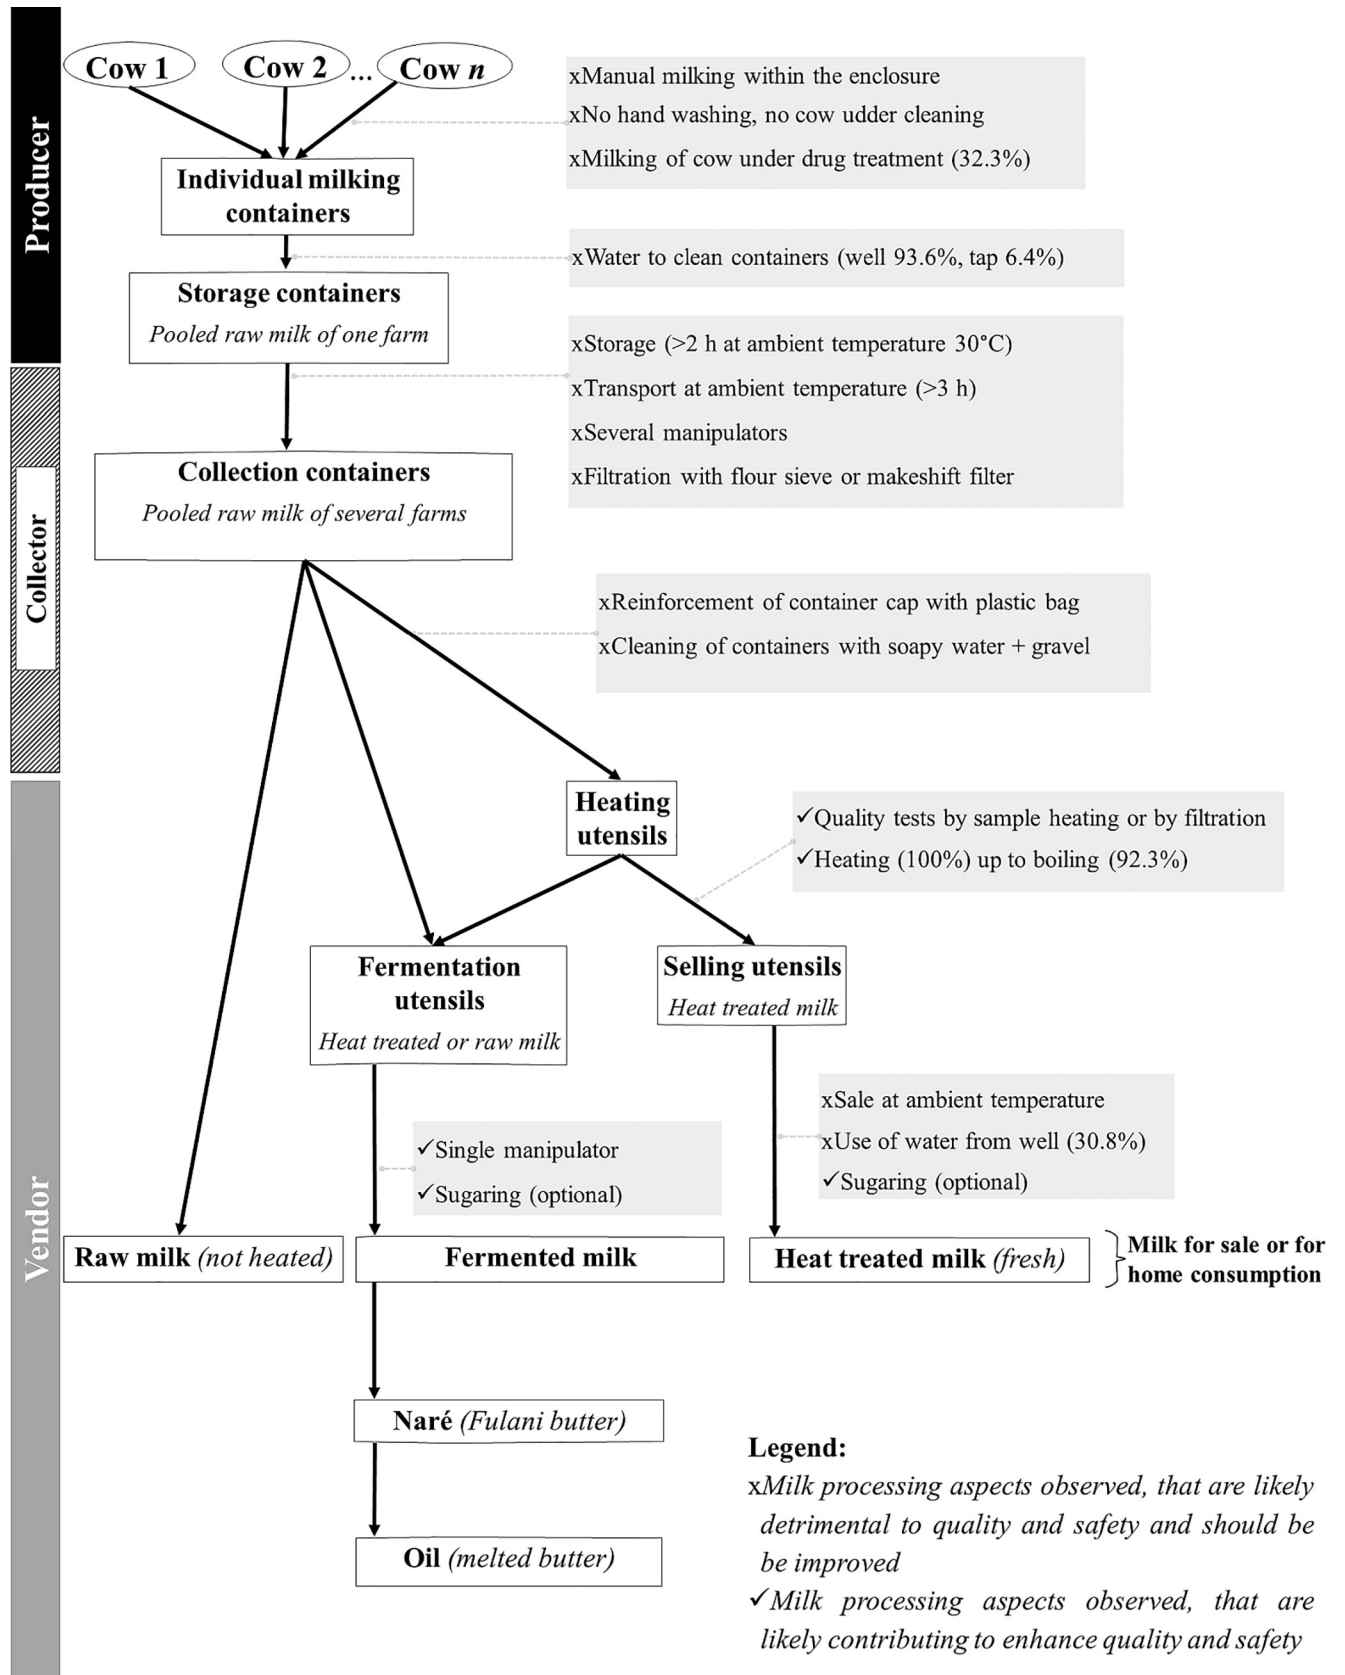 Producer
Cow 1
Cow 2
...
Cow n
xManual milking within the enclosure
xNo hand washing, no cow udder cleaning
xMilking of cow under drug treatment (32.3%)
Individual milking
containers
xWater to clean containers (well 93.6%, tap 6.4%)
Storage containers
Pooled raw milk of one farm
xStorage (>2 h at ambient temperature 30°C)
xTransport at ambient temperature (>3 h)
xSeveral manipulators
xFiltration with flour sieve or makeshift filter
Collector
Collection containers
Pooled raw milk of several farms
xReinforcement of container cap with plastic bag
xCleaning of containers with soapy water + gravel
Vendor
Heating
utensils
✓Quality tests by sample heating or by filtration
✓Heating (100%) up to boiling (92.3%)
Fermentation
utensils
Heat treated or raw milk
Selling utensils
Heat treated milk
✓Single manipulator
✓Sugaring (optional)
xSale at ambient temperature
xUse of water from well (30.8%)
✓Sugaring (optional)
Raw milk (not heated)
Fermented milk
Heat treated milk (fresh)
Milk for sale or for
home consumption
Naré (Fulani butter)
Oil (melted butter)
Legend:
xMilk processing aspects observed, that are likely
detrimental to quality and safety and should be
be improved
✓Milk processing aspects observed, that are
likely contributing to enhance quality and safety